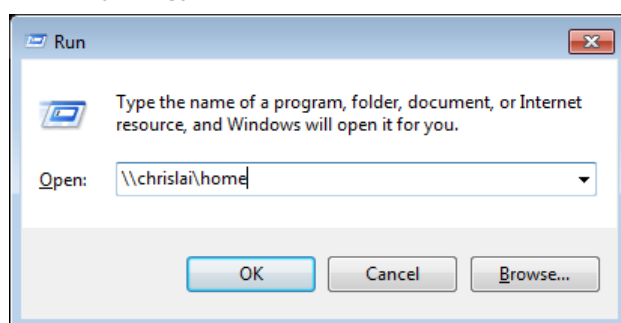 Run
Type the name of a program, folder, document, or Internet
resource, and Windows will open it for you.
Open: \\chrislai\home
OK Cancel Browse...